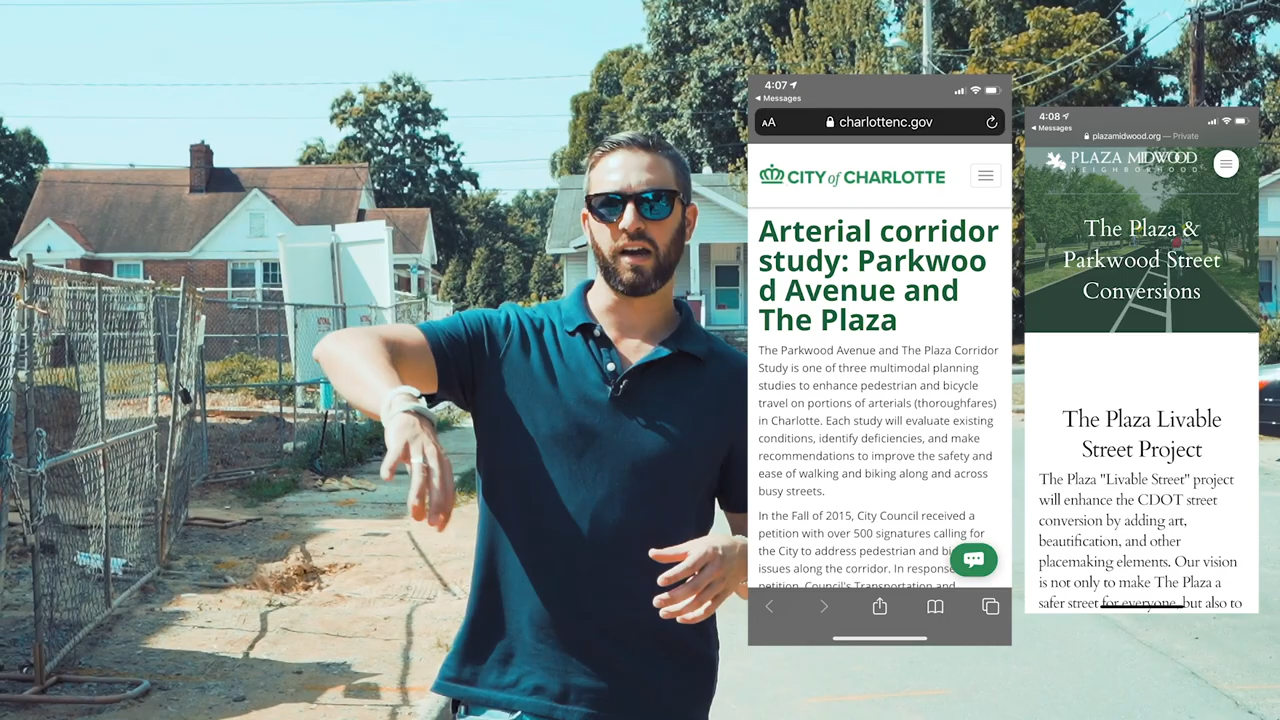 4:07
Messages
AA
charlottenc.gov
CITY of CHARLOTTE
Arterial corridor
study: Parkwoo
d Avenue and
The Plaza
The Parkwood Avenue and The Plaza Corridor
Study is one of three multimodal planning
studies to enhance pedestrian and bicycle
travel on portions of arterials (thoroughfares)
in Charlotte. Each study will evaluate existing
conditions, identify deficiencies, and make
recommendations to improve the safety and
ease of walking and biking along and across
busy streets.
In the Fall of 2015, City Council received a
petition with over 500 signatures calling for
the City to address pedestrian and bi
issues along the corridor. In respons
petition, Council's Transportation and
4:08
Messages
plazamidwood.org — Private
PLAZA MIDWOOD
NEIGHBORHOOD
The Plaza &
Parkwood Street
Conversions
The Plaza Livable
Street Project
The Plaza "Livable Street" project
will enhance the CDOT street
conversion by adding art,
beautification, and other
placemaking elements. Our vision
is not only to make The Plaza a
safer street for everyone, but also to